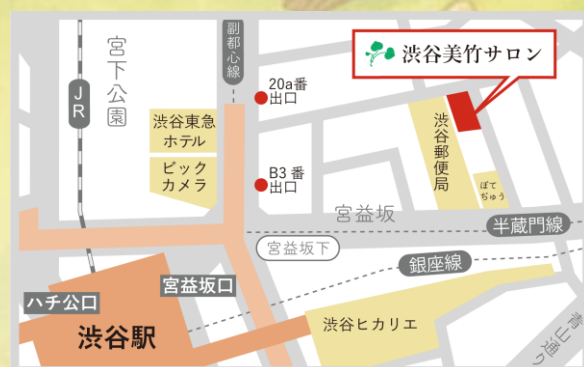 宮下公園
JR
副都心線
20a番
出口
渋谷美竹サロン
渋谷東急
ホテル
渋谷郵便局
ビック
カメラ
B3 番
出口
ぽて
ぢゅう
宮益坂
半蔵門線
宮益坂下
銀座線
宮益坂口
ハチ公口
渋谷駅
渋谷ヒカリエ
青山通り